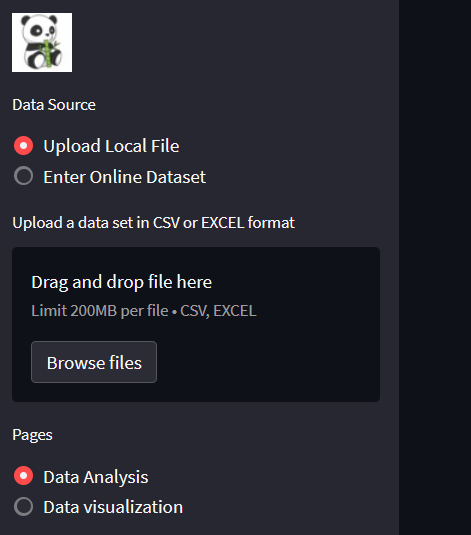 Data Source
Upload Local File
Enter Online Dataset
Upload a data set in CSV or EXCEL format
Drag and drop file here
Limit 200MB per file • CSV, EXCEL
Browse files
Pages
Data Analysis
Data visualization